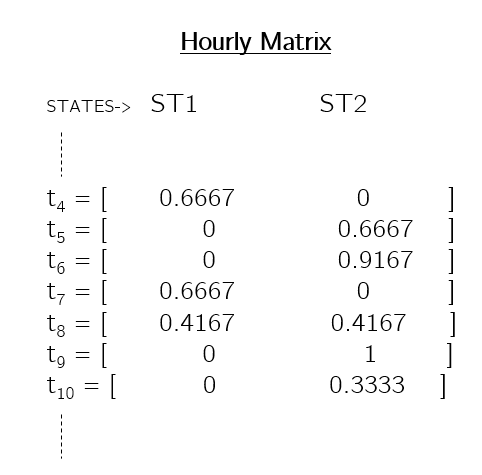 Hourly Matrix
STATES-> ST1 ST2
t4 = [ 0.6667 0 ]
t5 = [ 0 0.6667 ]
t6 = [ 0 0.9167 ]
t7 = [ 0.6667 0 ]
t8 = [ 0.4167 0.4167 ]
t9 = [ 0 1 ]
t10 = [ 0 0.3333 ]